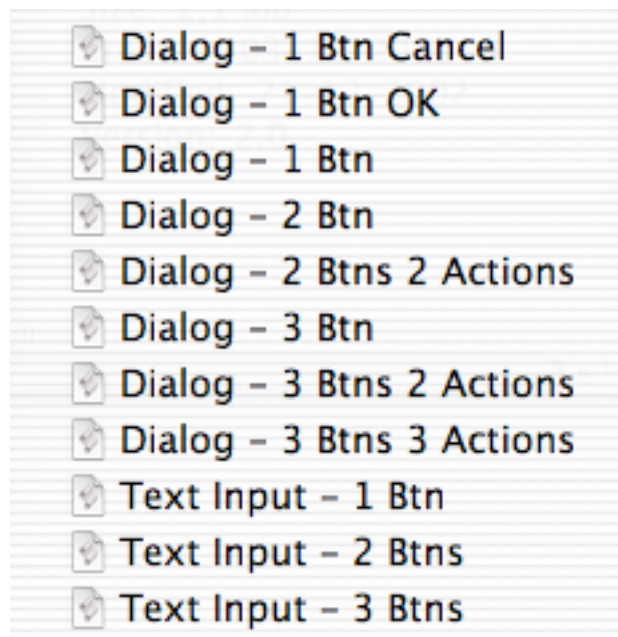 Dialog – 1 Btn Cancel
Dialog – 1 Btn OK
Dialog – 1 Btn
Dialog – 2 Btn
Dialog – 2 Btns 2 Actions
Dialog – 3 Btn
Dialog – 3 Btns 2 Actions
Dialog – 3 Btns 3 Actions
Text Input – 1 Btn
Text Input – 2 Btns
Text Input – 3 Btns